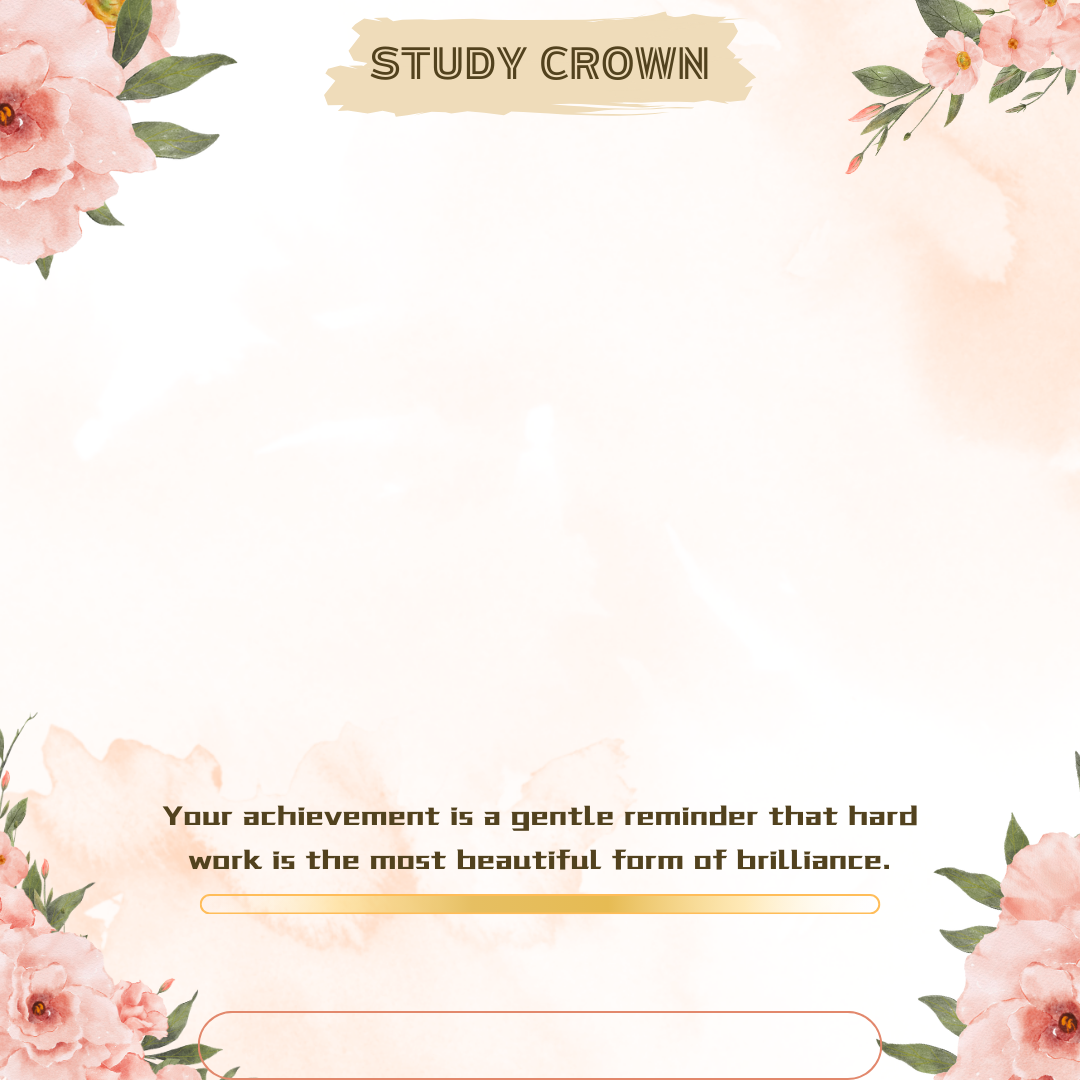 STUDY CROWN
Your achievement is a gentle reminder that hard
work is the most beautiful form of brilliance.